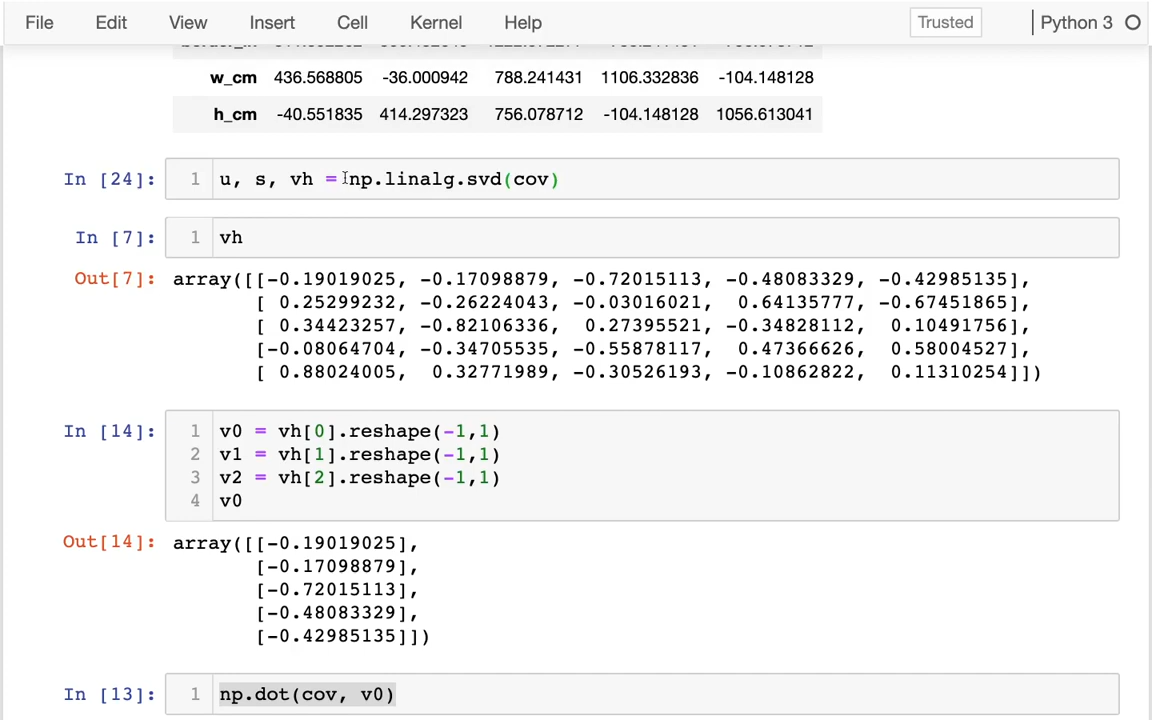 File Edit View Insert Cell Kernel Help Trusted Python 3
w_cm 436.568805 -36.000942 788.241431 1106.332836 -104.148128
h_cm -40.551835 414.297323 756.078712 -104.148128 1056.613041
In [24]: 1 u, s, vh = np.linalg.svd(cov)
In [7]: 1 vh
Out[7]: array([[-0.19019025, -0.17098879, -0.72015113, -0.48083329, -0.42985135],
[ 0.25299232, -0.26224043, -0.03016021, 0.64135777, -0.67451865],
[ 0.34423257, -0.82106336, 0.27395521, -0.34828112, 0.10491756],
[-0.08064704, -0.34705535, -0.55878117, 0.47366626, 0.58004527],
[ 0.88024005, 0.32771989, -0.30526193, -0.10862822, 0.11310254]])
In [14]: 1 v0 = vh[0].reshape(-1,1)
2 v1 = vh[1].reshape(-1,1)
3 v2 = vh[2].reshape(-1,1)
4 v0
Out[14]: array([[-0.19019025],
[-0.17098879],
[-0.72015113],
[-0.48083329],
[-0.42985135]])
In [13]: 1 np.dot(cov, v0)